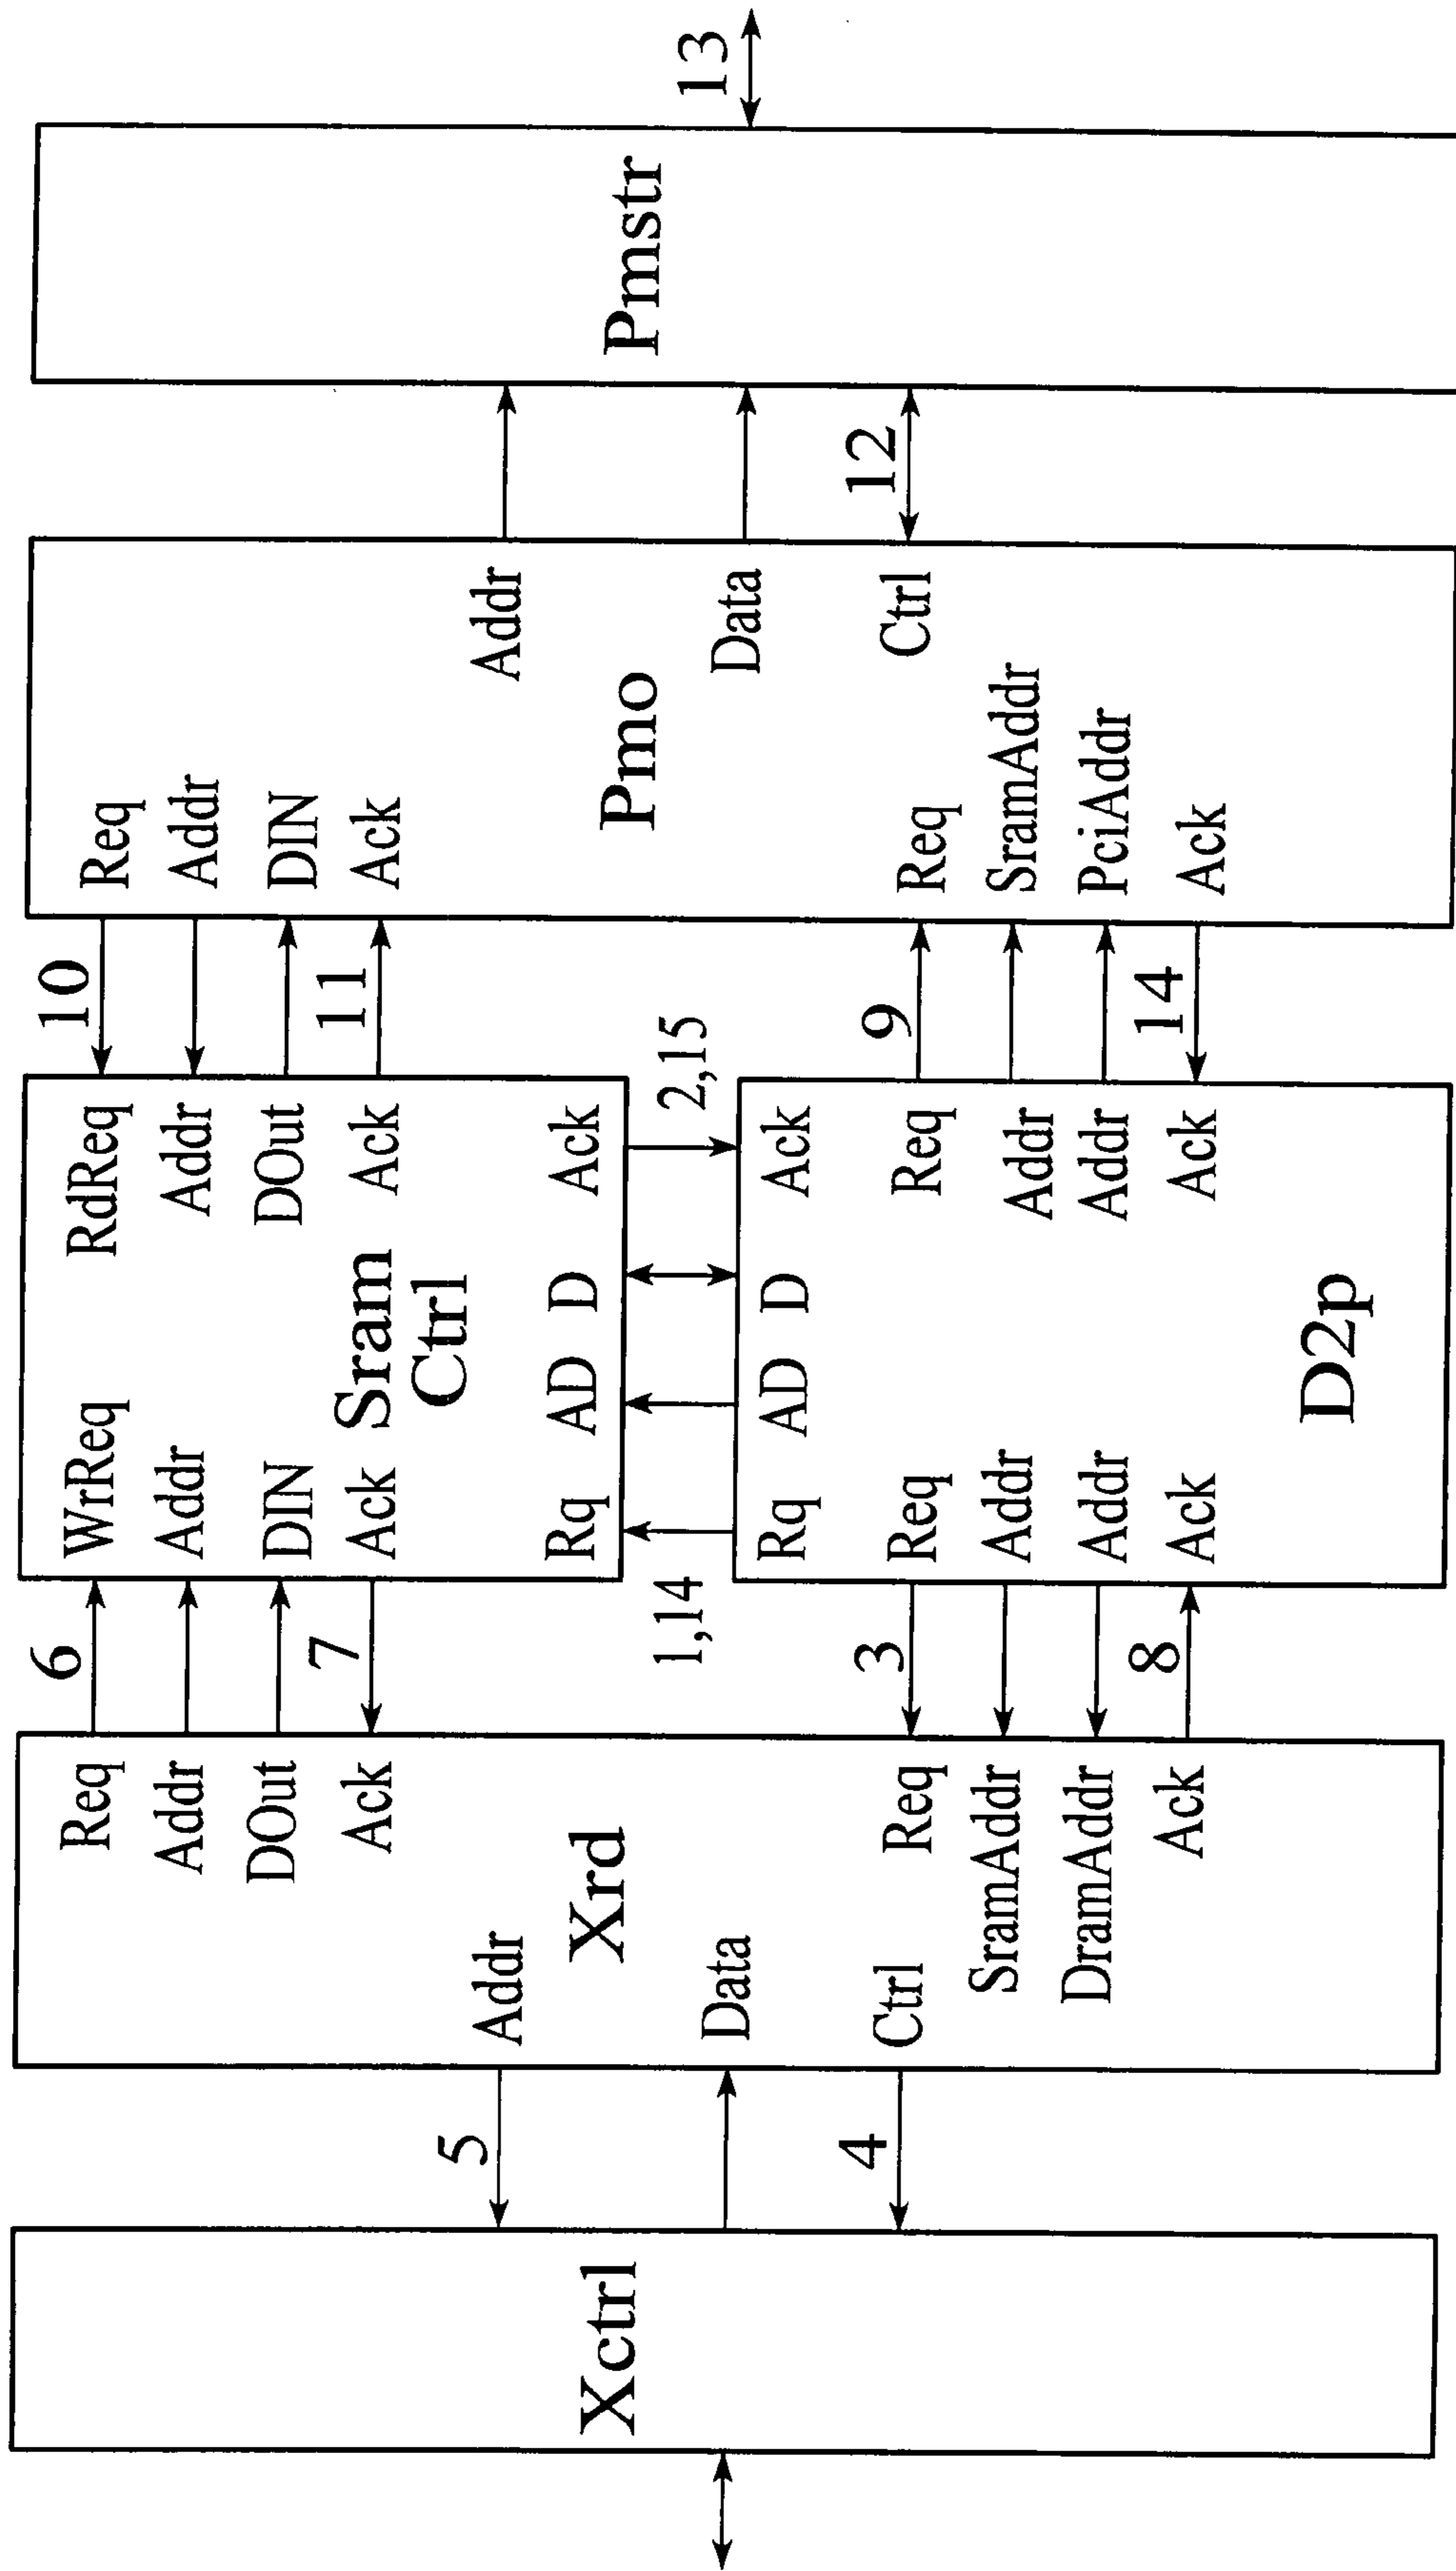 Xctrl
5
4
Addr
Data
Ctrl
Xrd
Req
Addr
DOut
Ack
Req
SramAddr
DramAddr
Ack
6
7
3
8
WrReq
Addr
DIN
Ack
Sram
Ctrl
RdReq
Addr
DOut
Ack
Rq AD D Ack
1,14
2,15
Rq AD D Ack
Req
Addr
Addr
Ack
D2p
Req
Addr
Addr
Ack
10
11
9
14
Req
Addr
DIN
Ack
Pmo
Req
SramAddr
PciAddr
Ack
Addr
Data
Ctrl
12
Pmstr
13